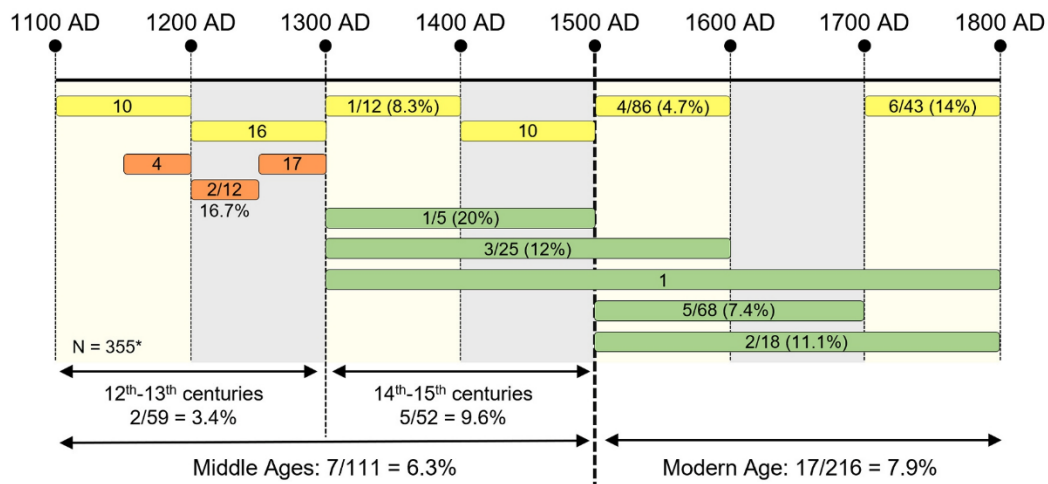 1100 AD 1200 AD 1300 AD 1400 AD 1500 AD 1600 AD 1700 AD 1800 AD
10 1/12 (8.3%) 4/86 (4.7%) 6/43 (14%)
16 10
4 17
2/12
16.7%
1/5 (20%)
3/25 (12%)
1
5/68 (7.4%)
2/18 (11.1%)
N = 355*
12th-13th centuries 14th-15th centuries
2/59 = 3.4% 5/52 = 9.6%
Middle Ages: 7/111 = 6.3% Modern Age: 17/216 = 7.9%